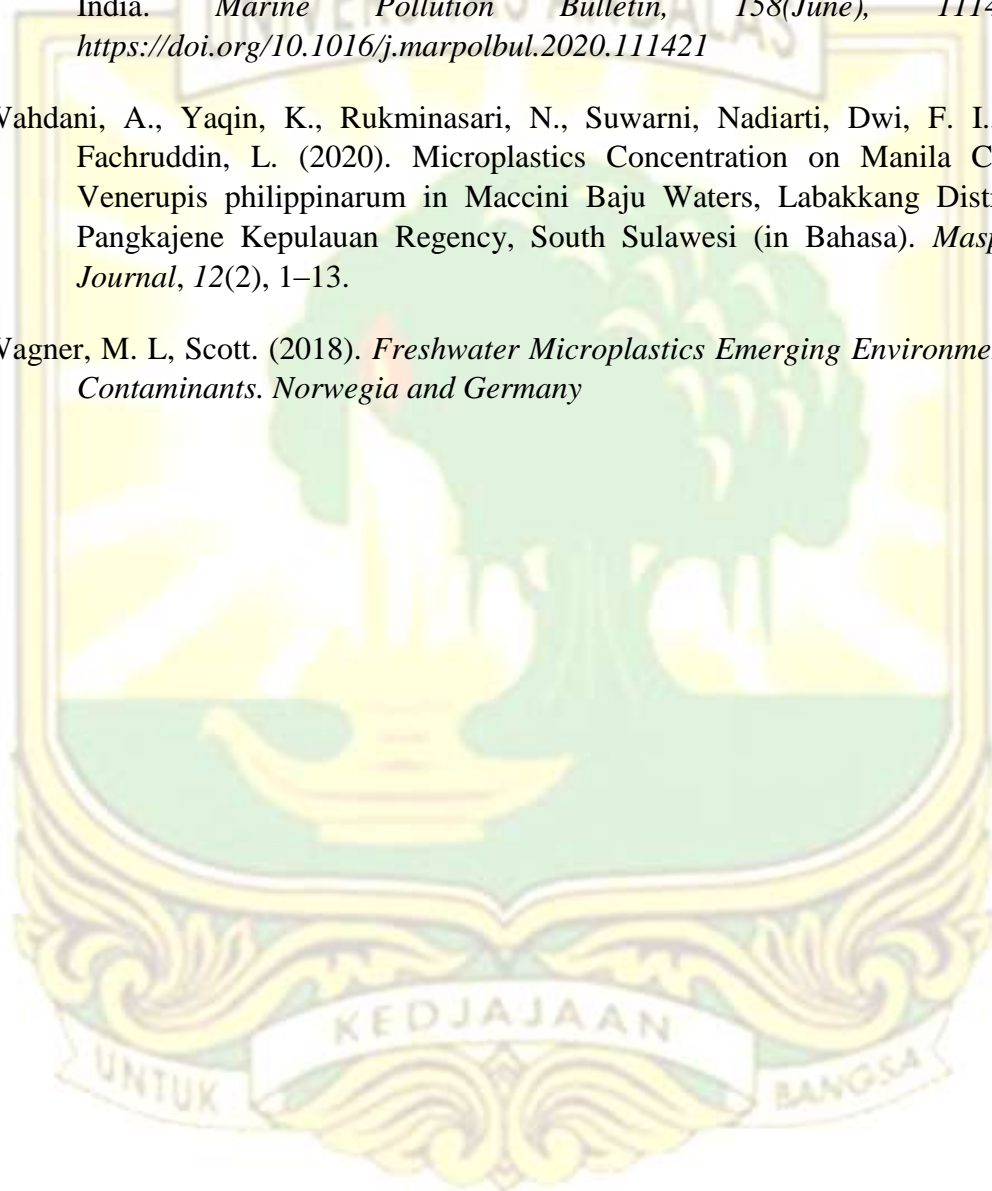 India. Marine Pollution Bulletin, 158(June), 1114
https://doi.org/10.1016/j.marpolbul.2020.111421
Vahdani, A., Yaqin, K., Rukminasari, N., Suwarni, Nadiarti, Dwi, F. I.
Fachruddin, L. (2020). Microplastics Concentration on Manila C
Venerupis philippinarum in Maccini Baju Waters, Labakkang Dist
Pangkajene Kepulauan Regency, South Sulawesi (in Bahasa). Masp
Journal, 12(2), 1–13.
Vagner, M. L, Scott. (2018). Freshwater Microplastics Emerging Environme
Contaminants. Norwegia and Germany
KEDJAJAAN
UNTUK
BANGSA